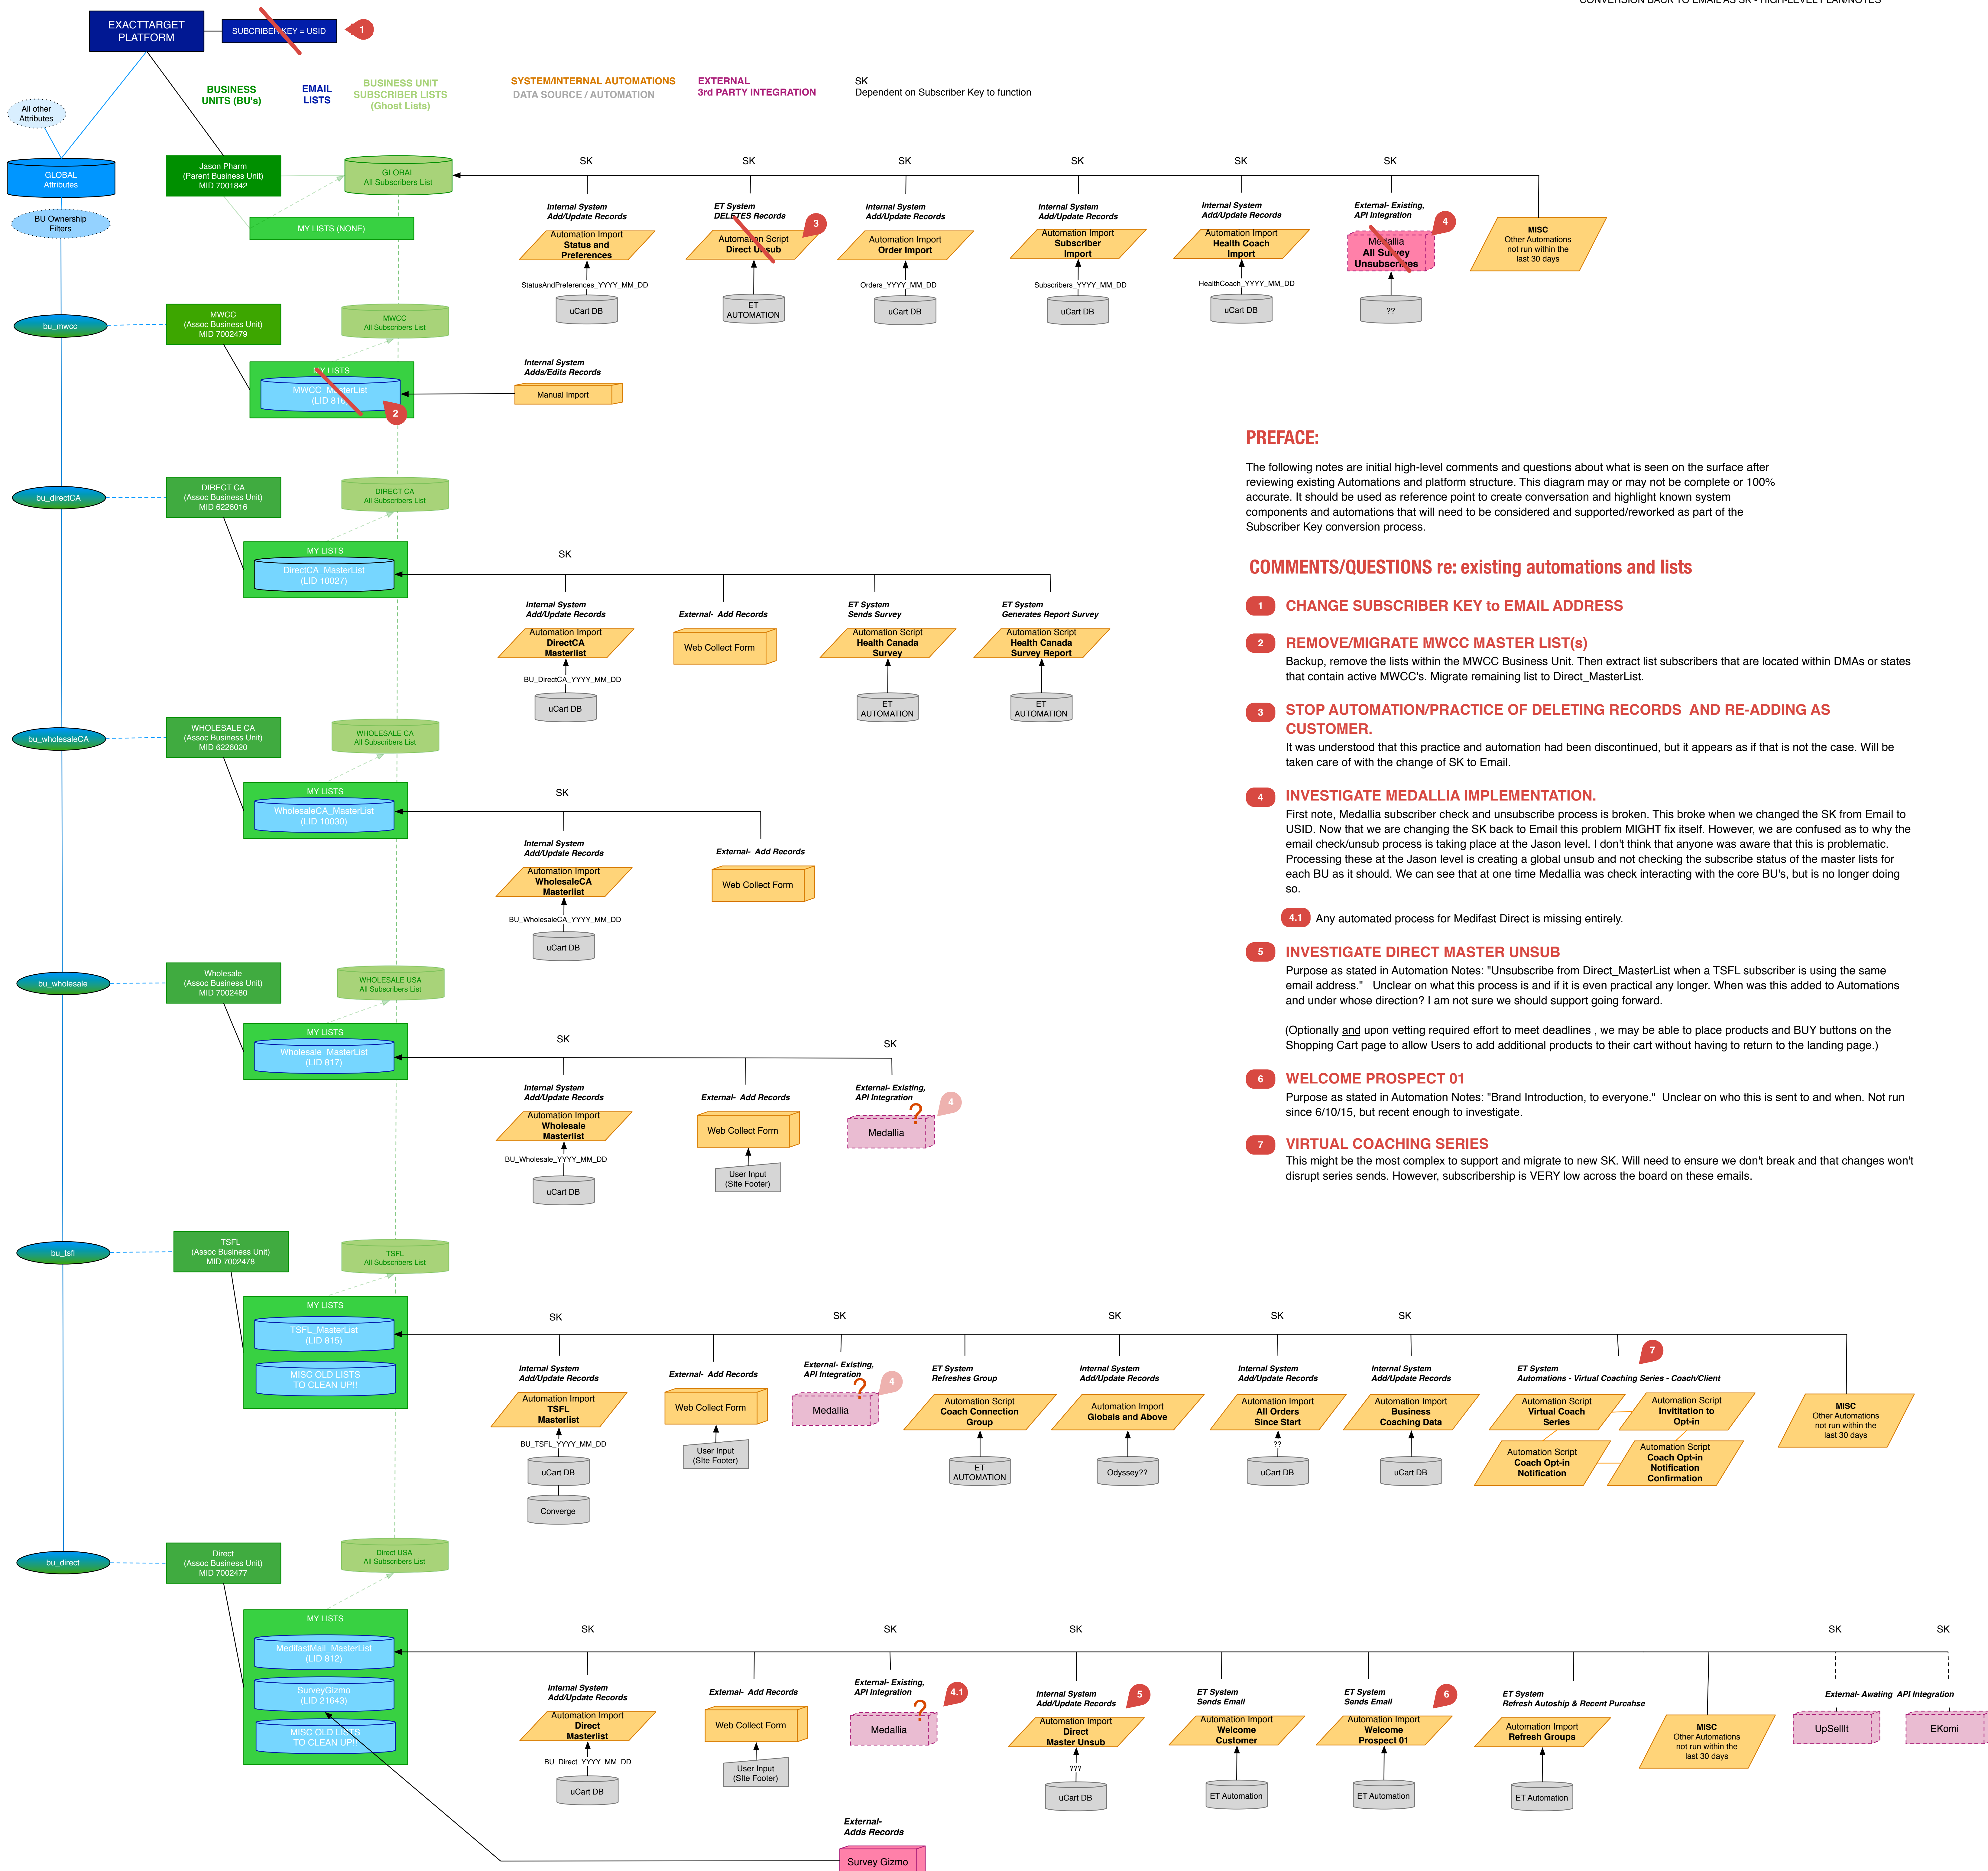 CONVERSION BACK TO EMAIL AS SK - HIGH-LEVEL PLAN/NOTES
EXACTTARGET
PLATFORM
SUBCRIBER KEY = USID
1
BUSINESS
UNITS (BU's)
EMAIL
LISTS
BUSINESS UNIT
SUBSCRIBER LISTS
(Ghost Lists)
SYSTEM/INTERNAL AUTOMATIONS
DATA SOURCE / AUTOMATION
EXTERNAL
3rd PARTY INTEGRATION
SK
Dependent on Subscriber Key to function
All other
Attributes
GLOBAL
Attributes
BU Ownership
Filters
Jason Pharm
(Parent Business Unit)
MID 7001842
GLOBAL
All Subscribers List
MY LISTS (NONE)
SK
Internal System
Add/Update Records
Automation Import
Status and
Preferences
StatusAndPreferences_YYYY_MM_DD
uCart DB
SK
ET System
DELETES Records
3
Automation Script
Direct Unsub
ET
AUTOMATION
SK
Internal System
Add/Update Records
Automation Import
Order Import
Orders_YYYY_MM_DD
uCart DB
SK
Internal System
Add/Update Records
Automation Import
Subscriber
Import
Subscribers_YYYY_MM_DD
uCart DB
SK
Internal System
Add/Update Records
Automation Import
Health Coach
Import
HealthCoach_YYYY_MM_DD
uCart DB
SK
External- Existing,
API Integration
4
Medallia
All Survey
Unsubscribes
??
MISC
Other Automations
not run within the
last 30 days
bu_mwcc
MWCC
(Assoc Business Unit)
MID 7002479
MWCC
All Subscribers List
MY LISTS
MWCC_MasterList
(LID 816)
2
Internal System
Adds/Edits Records
Manual Import
PREFACE:
The following notes are initial high-level comments and questions about what is seen on the surface after
reviewing existing Automations and platform structure. This diagram may or may not be complete or 100%
accurate. It should be used as reference point to create conversation and highlight known system
components and automations that will need to be considered and supported/reworked as part of the
Subscriber Key conversion process.
COMMENTS/QUESTIONS re: existing automations and lists
1 CHANGE SUBSCRIBER KEY to EMAIL ADDRESS
2 REMOVE/MIGRATE MWCC MASTER LIST(s)
Backup, remove the lists within the MWCC Business Unit. Then extract list subscribers that are located within DMAs or states
that contain active MWCC's. Migrate remaining list to Direct_MasterList.
3 STOP AUTOMATION/PRACTICE OF DELETING RECORDS AND RE-ADDING AS
CUSTOMER.
It was understood that this practice and automation had been discontinued, but it appears as if that is not the case. Will be
taken care of with the change of SK to Email.
4 INVESTIGATE MEDALLIA IMPLEMENTATION.
First note, Medallia subscriber check and unsubscribe process is broken. This broke when we changed the SK from Email to
USID. Now that we are changing the SK back to Email this problem MIGHT fix itself. However, we are confused as to why the
email check/unsub process is taking place at the Jason level. I don't think that anyone was aware that this is problematic.
Processing these at the Jason level is creating a global unsub and not checking the subscribe status of the master lists for
each BU as it should. We can see that at one time Medallia was check interacting with the core BU's, but is no longer doing
so.
4.1 Any automated process for Medifast Direct is missing entirely.
5 INVESTIGATE DIRECT MASTER UNSUB
Purpose as stated in Automation Notes: "Unsubscribe from Direct_MasterList when a TSFL subscriber is using the same
email address." Unclear on what this process is and if it is even practical any longer. When was this added to Automations
and under whose direction? I am not sure we should support going forward.
(Optionally and upon vetting required effort to meet deadlines , we may be able to place products and BUY buttons on the
Shopping Cart page to allow Users to add additional products to their cart without having to return to the landing page.)
6 WELCOME PROSPECT 01
Purpose as stated in Automation Notes: "Brand Introduction, to everyone." Unclear on who this is sent to and when. Not run
since 6/10/15, but recent enough to investigate.
7 VIRTUAL COACHING SERIES
This might be the most complex to support and migrate to new SK. Will need to ensure we don't break and that changes won't
disrupt series sends. However, subscribership is VERY low across the board on these emails.
bu_directCA
DIRECT CA
(Assoc Business Unit)
MID 6226016
DIRECT CA
All Subscribers List
MY LISTS
DirectCA_MasterList
(LID 10027)
SK
Internal System
Add/Update Records
Automation Import
DirectCA
Masterlist
BU_DirectCA_YYYY_MM_DD
uCart DB
External- Add Records
Web Collect Form
ET System
Sends Survey
Automation Script
Health Canada
Survey
ET
AUTOMATION
ET System
Generates Report Survey
Automation Script
Health Canada
Survey Report
ET
AUTOMATION
bu_wholesaleCA
WHOLESALE CA
(Assoc Business Unit)
MID 6226020
WHOLESALE CA
All Subscribers List
MY LISTS
WholesaleCA_MasterList
(LID 10030)
SK
Internal System
Add/Update Records
Automation Import
WholesaleCA
Masterlist
BU_WholesaleCA_YYYY_MM_DD
uCart DB
External- Add Records
Web Collect Form
bu_wholesale
Wholesale
(Assoc Business Unit)
MID 7002480
WHOLESALE USA
All Subscribers List
MY LISTS
Wholesale_MasterList
(LID 817)
SK
Internal System
Add/Update Records
Automation Import
Wholesale
Masterlist
BU_Wholesale_YYYY_MM_DD
uCart DB
External- Add Records
Web Collect Form
User Input
(SIte Footer)
SK
External- Existing,
API Integration
?
4
Medallia
bu_tsfl
TSFL
(Assoc Business Unit)
MID 7002478
TSFL
All Subscribers List
MY LISTS
TSFL_MasterList
(LID 815)
MISC OLD LISTS
TO CLEAN UP!!
SK
Internal System
Add/Update Records
Automation Import
TSFL
Masterlist
BU_TSFL_YYYY_MM_DD
uCart DB
Converge
External- Add Records
Web Collect Form
User Input
(SIte Footer)
SK
External- Existing,
API Integration
?
4
Medallia
ET System
Refreshes Group
Automation Script
Coach Connection
Group
ET
AUTOMATION
SK
Internal System
Add/Update Records
Automation Import
Globals and Above
Odyssey??
SK
Internal System
Add/Update Records
Automation Import
All Orders
Since Start
??
uCart DB
SK
Internal System
Add/Update Records
Automation Import
Business
Coaching Data
uCart DB
7
ET System
Automations - Virtual Coaching Series - Coach/Client
Automation Script
Virtual Coach
Series
Automation Script
Invititation to
Opt-in
Automation Script
Coach Opt-in
Notification
Automation Script
Coach Opt-in
Notification
Confirmation
MISC
Other Automations
not run within the
last 30 days
bu_direct
Direct
(Assoc Business Unit)
MID 7002477
Direct USA
All Subscribers List
MY LISTS
MedifastMail_MasterList
(LID 812)
SurveyGizmo
(LID 21643)
MISC OLD LISTS
TO CLEAN UP!!
SK
Internal System
Add/Update Records
Automation Import
Direct
Masterlist
BU_Direct_YYYY_MM_DD
uCart DB
External- Add Records
Web Collect Form
User Input
(SIte Footer)
SK
External- Existing,
API Integration
?
4.1
Medallia
SK
Internal System
Add/Update Records
5
Automation Import
Direct
Master Unsub
???
uCart DB
ET System
Sends Email
Automation Import
Welcome
Customer
ET Automation
ET System
Sends Email
6
Automation Import
Welcome
Prospect 01
ET Automation
ET System
Refresh Autoship & Recent Purcahse
Automation Import
Refresh Groups
ET Automation
MISC
Other Automations
not run within the
last 30 days
SK
SK
External- Awating API Integration
UpSellIt
EKomi
External-
Adds Records
Survey Gizmo